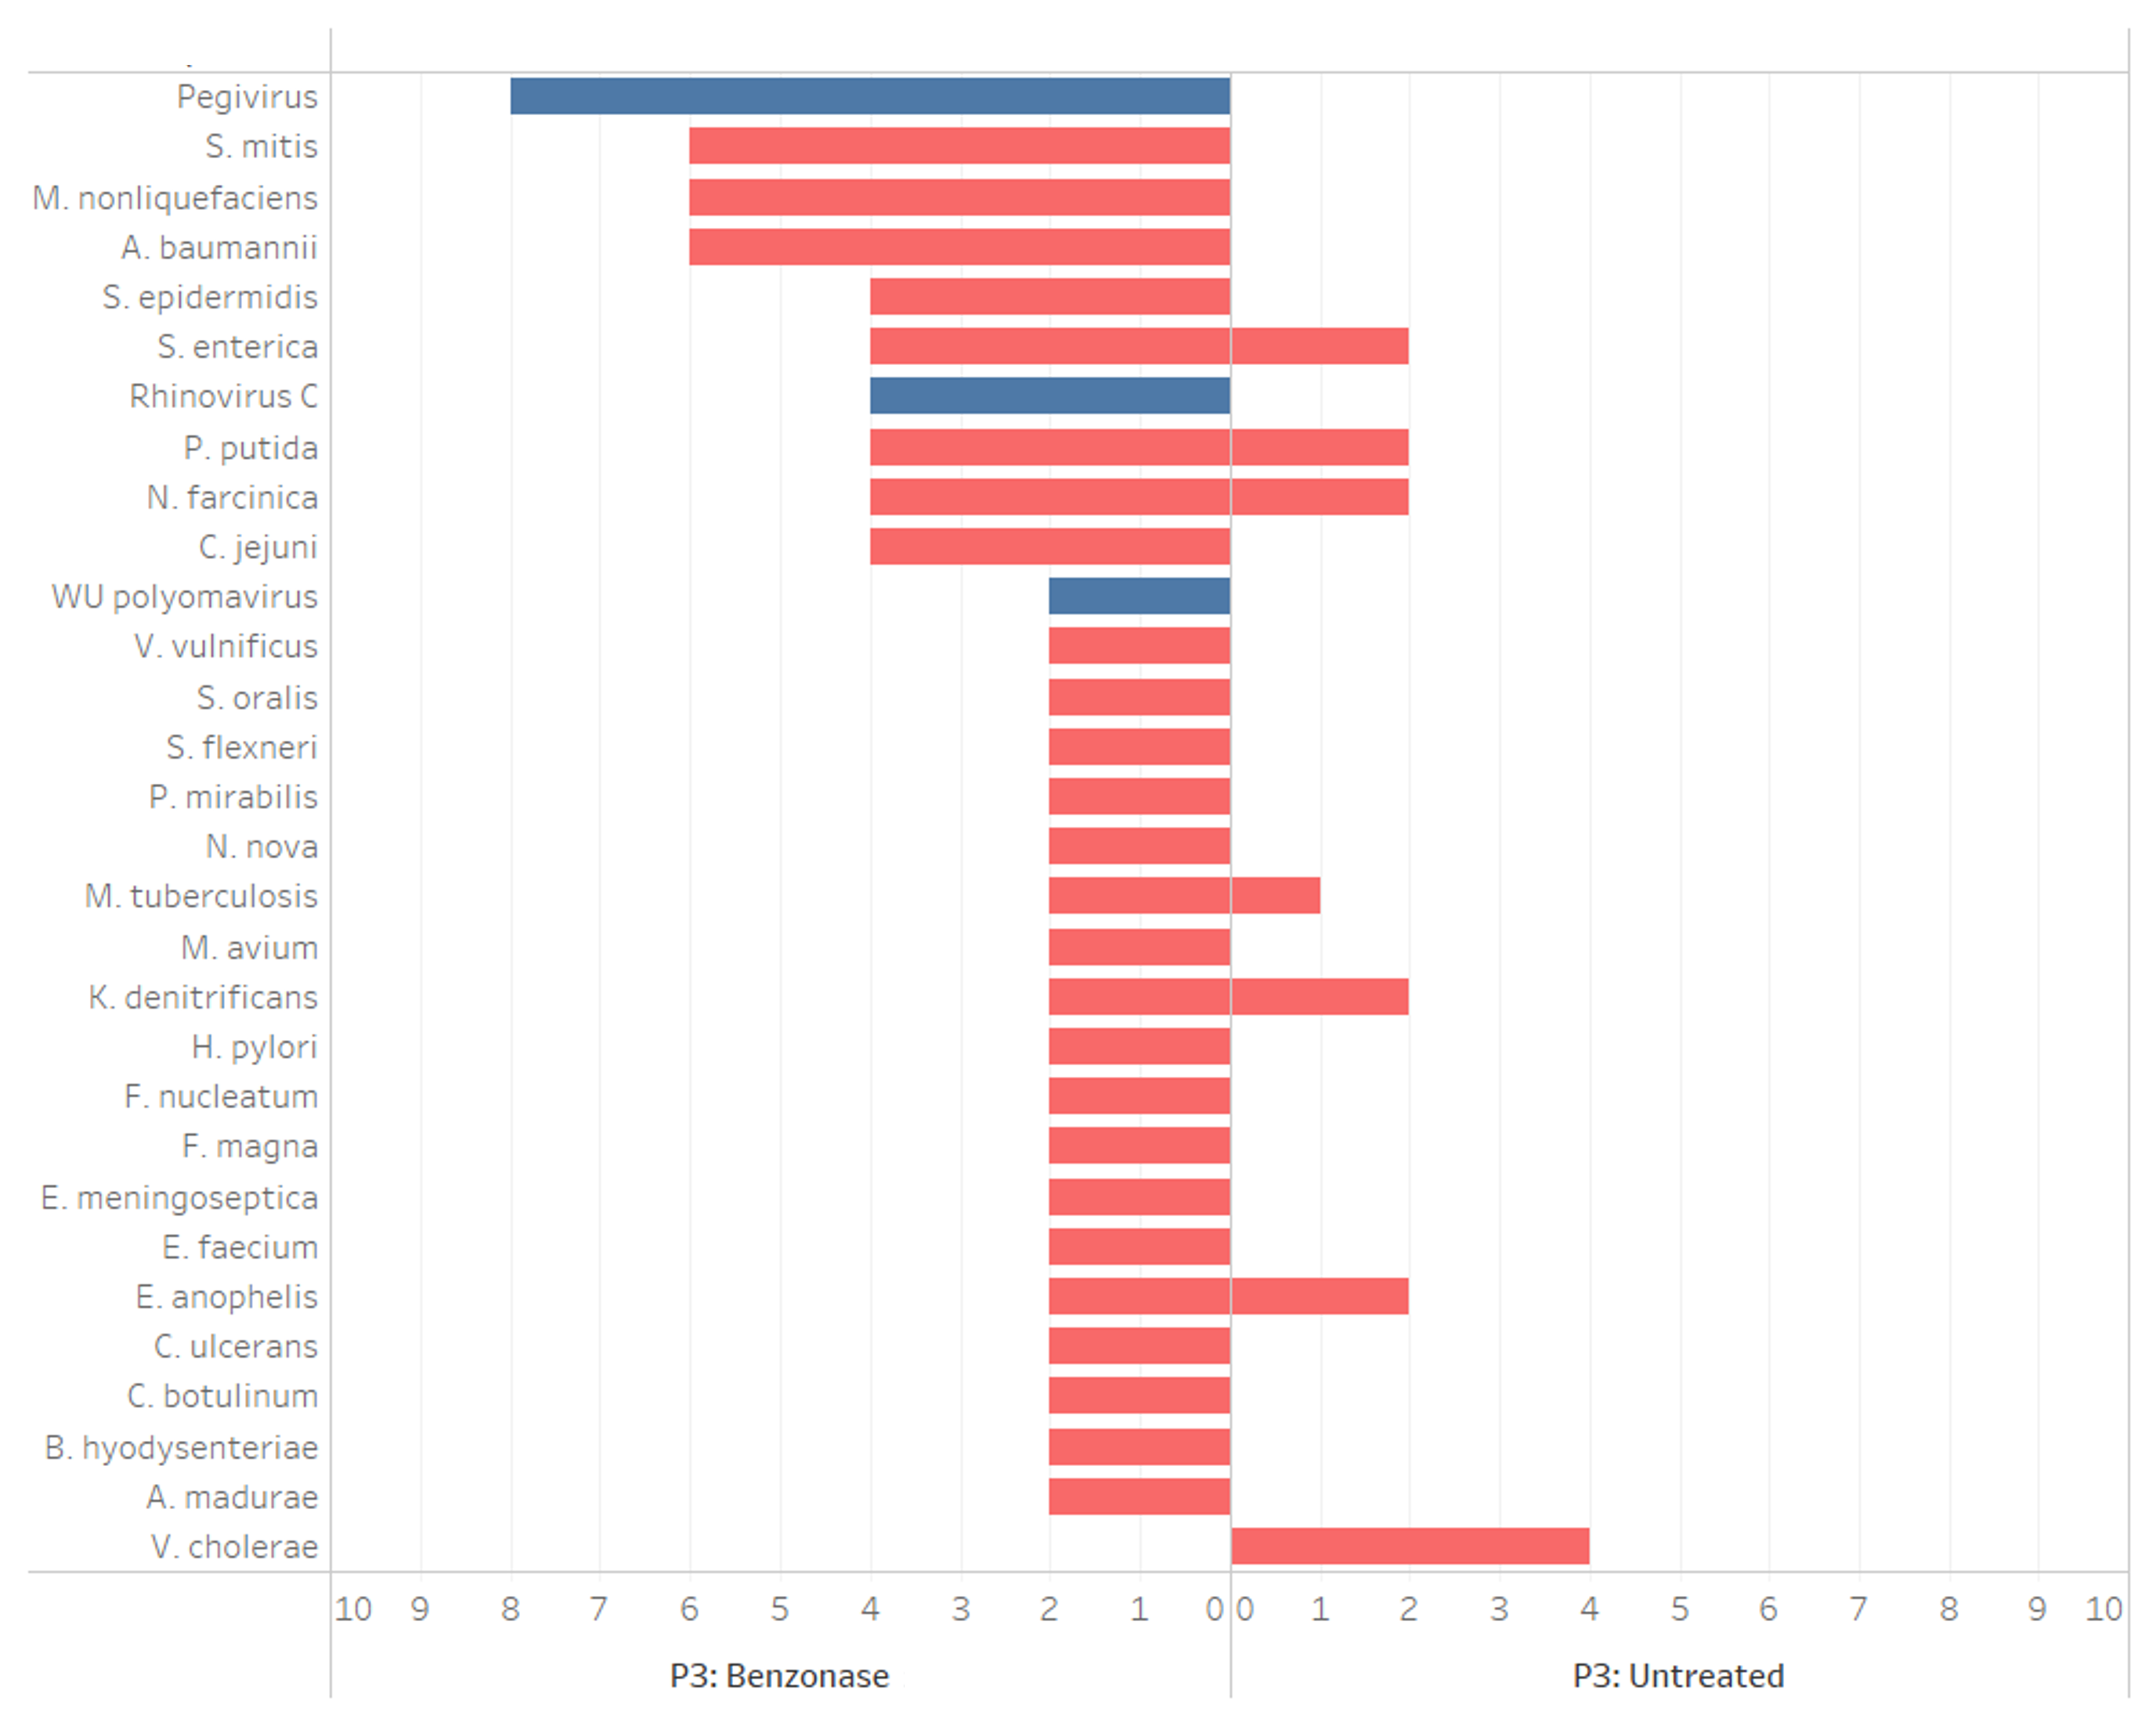 Pegivirus
S. mitis
M. nonliquefaciens
A. baumannii
S. epidermidis
S. enterica
Rhinovirus C
P. putida
N. farcinica
C. jejuni
WU polyomavirus
V. vulnificus
S. oralis
S. flexneri
P. mirabilis
N. nova
M. tuberculosis
M. avium
K. denitrificans
H. pylori
F. nucleatum
F. magna
E. meningoseptica
E. faecium
E. anophelis
C. ulcerans
C. botulinum
B. hyodysenteriae
A. madurae
V. cholerae
10 9 8 7 6 5 4 3 2 1 0 0 1 2 3 4 5 6 7 8 9 10
P3: Benzonase P3: Untreated